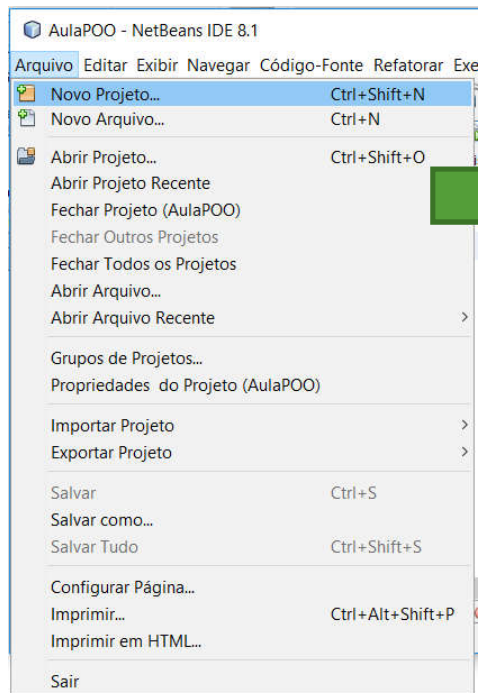 AulaPOO - NetBeans IDE 8.1
Arquivo Editar Exibir Navegar Código-Fonte Refatorar Exe
Novo Projeto... Ctrl+Shift+N
Novo Arquivo... Ctrl+N
Abrir Projeto... Ctrl+Shift+O
Abrir Projeto Recente
Fechar Projeto (AulaPOO)
Fechar Outros Projetos
Fechar Todos os Projetos
Abrir Arquivo...
Abrir Arquivo Recente
Grupos de Projetos...
Propriedades do Projeto (AulaPOO)
Importar Projeto
Exportar Projeto
Salvar Ctrl+S
Salvar como...
Salvar Tudo Ctrl+Shift+S
Configurar Página...
Imprimir... Ctrl+Alt+Shift+P
Imprimir em HTML...
Sair